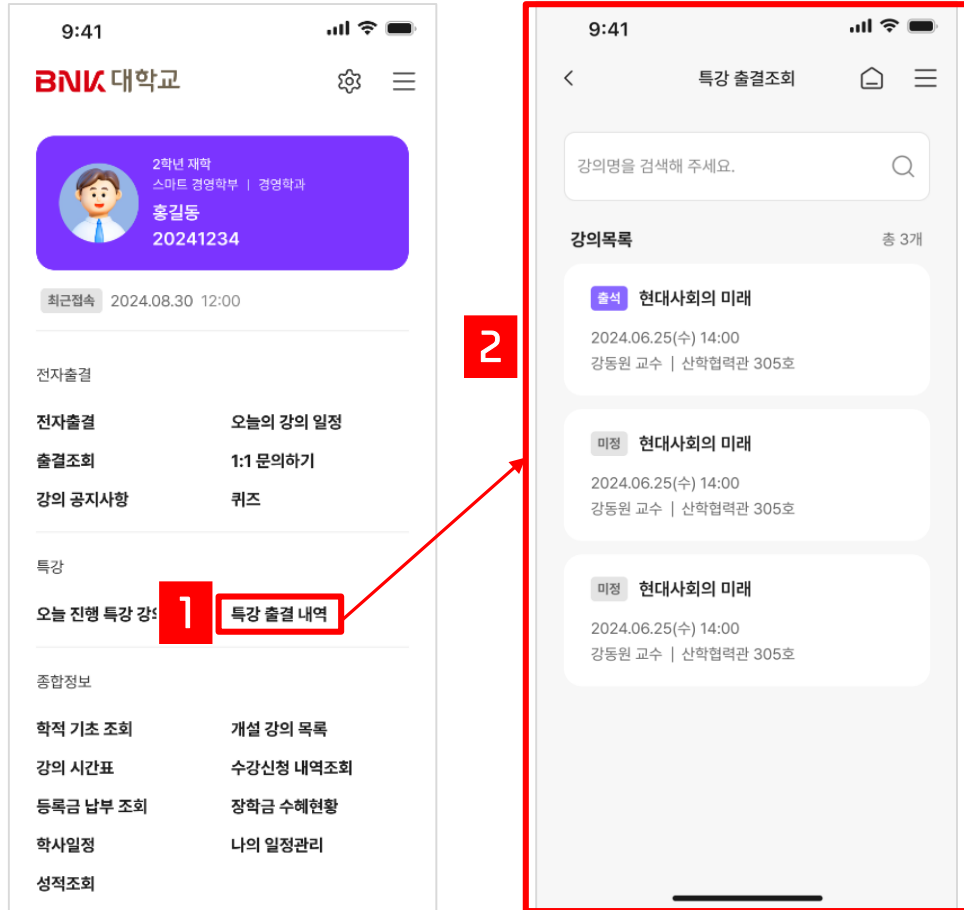 9:41
BNK 대학교
2학년 재학
스마트 경영학부 | 경영학과
홍길동
20241234
최근접속 2024.08.30 12:00
전자출결
전자출결 오늘의 강의 일정
출결조회 1:1 문의하기
강의 공지사항 퀴즈
특강
오늘 진행 특강 1 특강 출결 내역
종합정보
학적 기초 조회 개설 강의 목록
강의 시간표 수강신청 내역조회
등록금 납부 조회 장학금 수혜현황
학사일정 나의 일정관리
성적조회
2
9:41
특강 출결조회
강의명을 검색해 주세요.
강의목록 총 3개
출석 현대사회의 미래
2024.06.25(수) 14:00
강동원 교수 | 산학협력관 305호
미정 현대사회의 미래
2024.06.25(수) 14:00
강동원 교수 | 산학협력관 305호
미정 현대사회의 미래
2024.06.25(수) 14:00
강동원 교수 | 산학협력관 305호